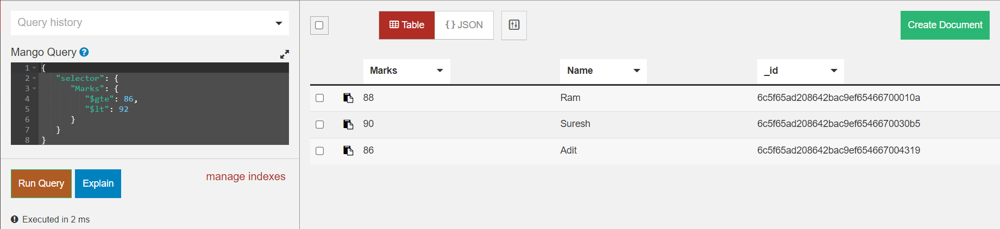 Query history
Mango Query
1 {
2 "selector": {
3 "Marks": {
4 "$gte": 86,
5 "$lt": 92
6 }
7 }
8 }
Run Query Explain manage indexes
Executed in 2 ms
Table {} JSON Create Document
Marks Name _id
88 Ram 6c5f65ad208642bac9ef65466700010a
90 Suresh 6c5f65ad208642bac9ef6546670030b5
86 Adit 6c5f65ad208642bac9ef654667004319